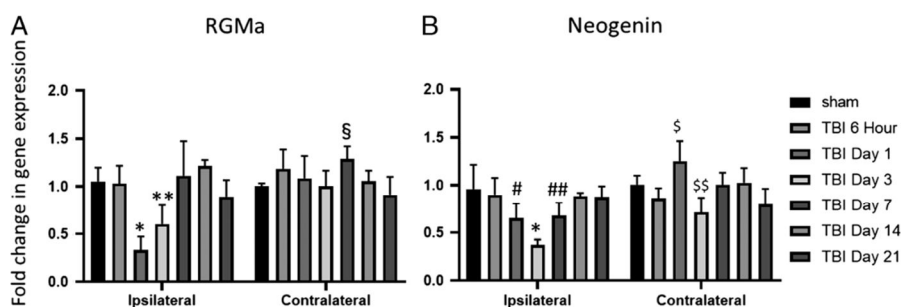 A RGMa
B Neogenin
Fold change in gene expression
2.0
1.5
1.0
0.5
0.0
* ** §
Ipsilateral Contralateral
2.0
1.5
1.0
0.5
0.0
# * ## $ $$
Ipsilateral Contralateral
sham
TBI 6 Hour
TBI Day 1
TBI Day 3
TBI Day 7
TBI Day 14
TBI Day 21